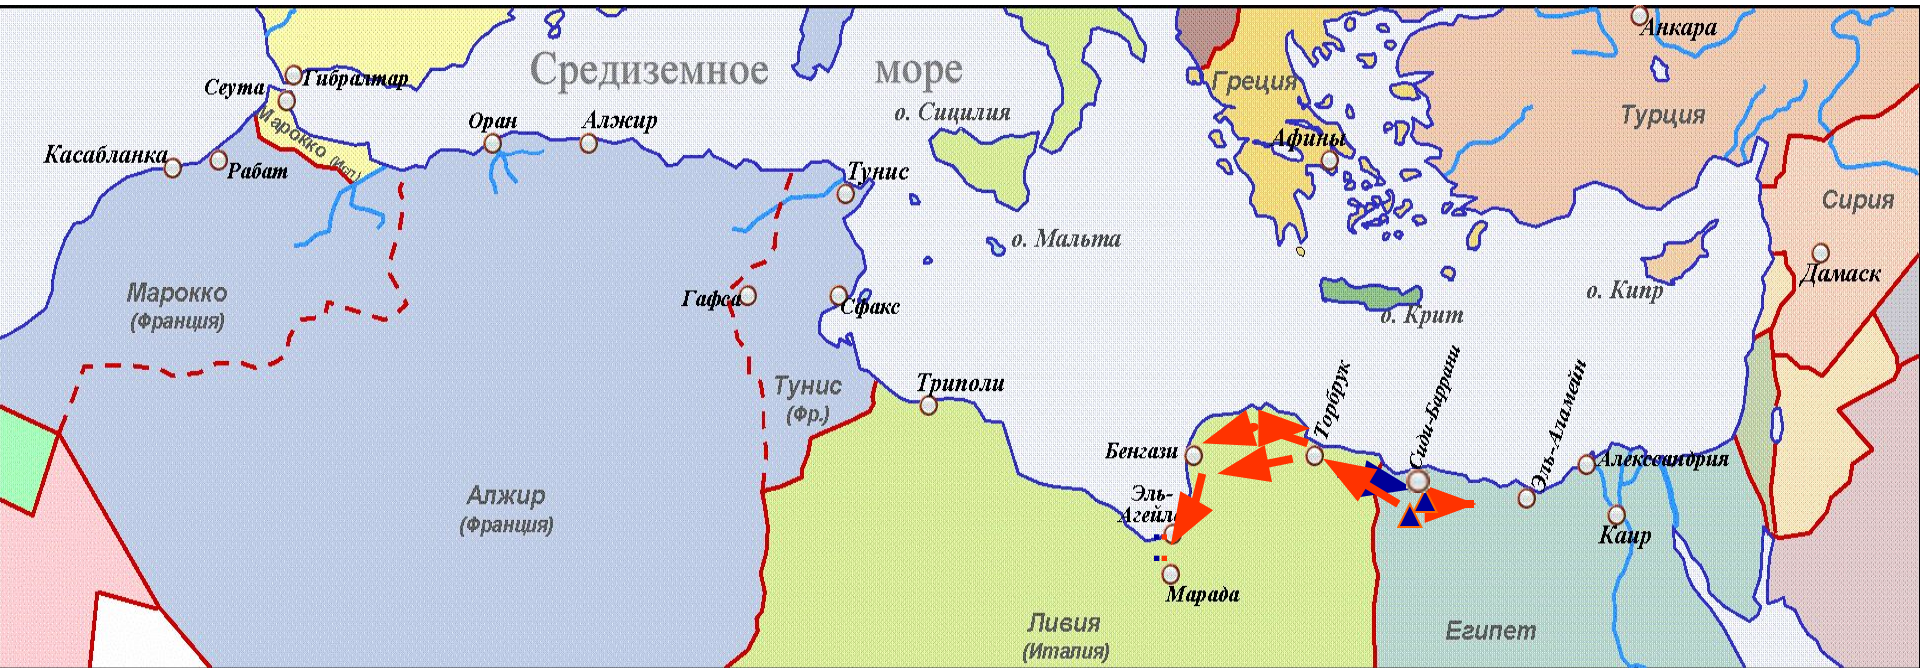 Анкара
Средиземное море
Гибралтар
Сеута
Греция
о. Сицилия
Турция
Оран
Алжир
Марокко (Исп.)
Афины
Касабланка
Рабат
Тунис
Сирия
о. Мальта
Дамаск
Марокко
(Франция)
Гафса
Сфакс
о. Кипр
о. Крит
Тунис
(Фр.)
Триполи
Торбрук
Сиди-Баррани
Эль-Аламейн
Бенгази
Александрия
Алжир
(Франция)
Эль-
Агейла
Каир
Марада
Ливия
(Италия)
Египет